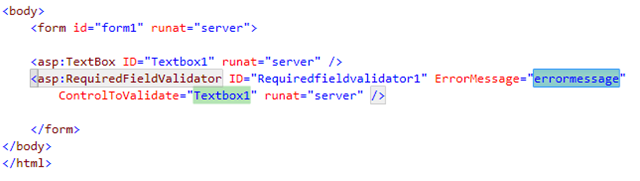 <body>
<form id="form1" runat="server">
<asp:TextBox ID="Textbox1" runat="server" />
<asp:RequiredFieldValidator ID="Requiredfieldvalidator1" ErrorMessage="errormessage"
ControlToValidate="Textbox1" runat="server" />
</form>
</body>
</html>